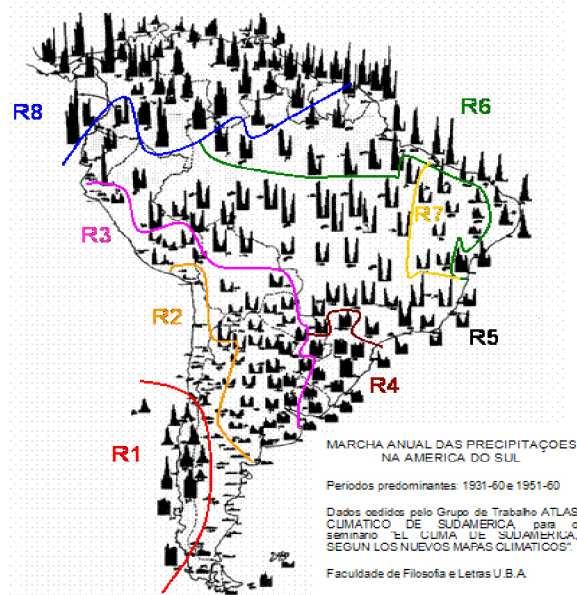 R8
R6
R7
R3
R2
R5
R4
R1
MARCHA ANUAL DAS PRECIPITAÇOES
NA AMERICA DO SUL
Periodos predominantes: 1931-60 e 1951-60
Dados cedidos pelo Grupo de Trabalho ATLAS
CLIMATICO DE SUDAMERICA, para o
seminario "EL CLIMA DE SUDAMERICA,
SEGUN LOS NUEVOS MAPAS CLIMATICOS".
Faculdade de Filosofia e Letras U.B.A.